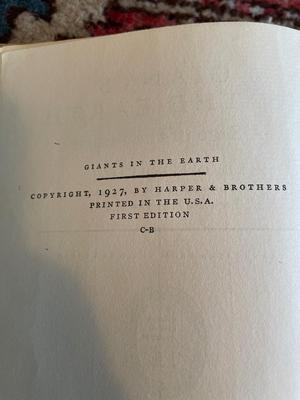 GIANTS IN THE EARTH
COPYRIGHT, 1927, BY HARPER & BROTHERS
PRINTED IN THE U.S.A.
FIRST EDITION
C-B